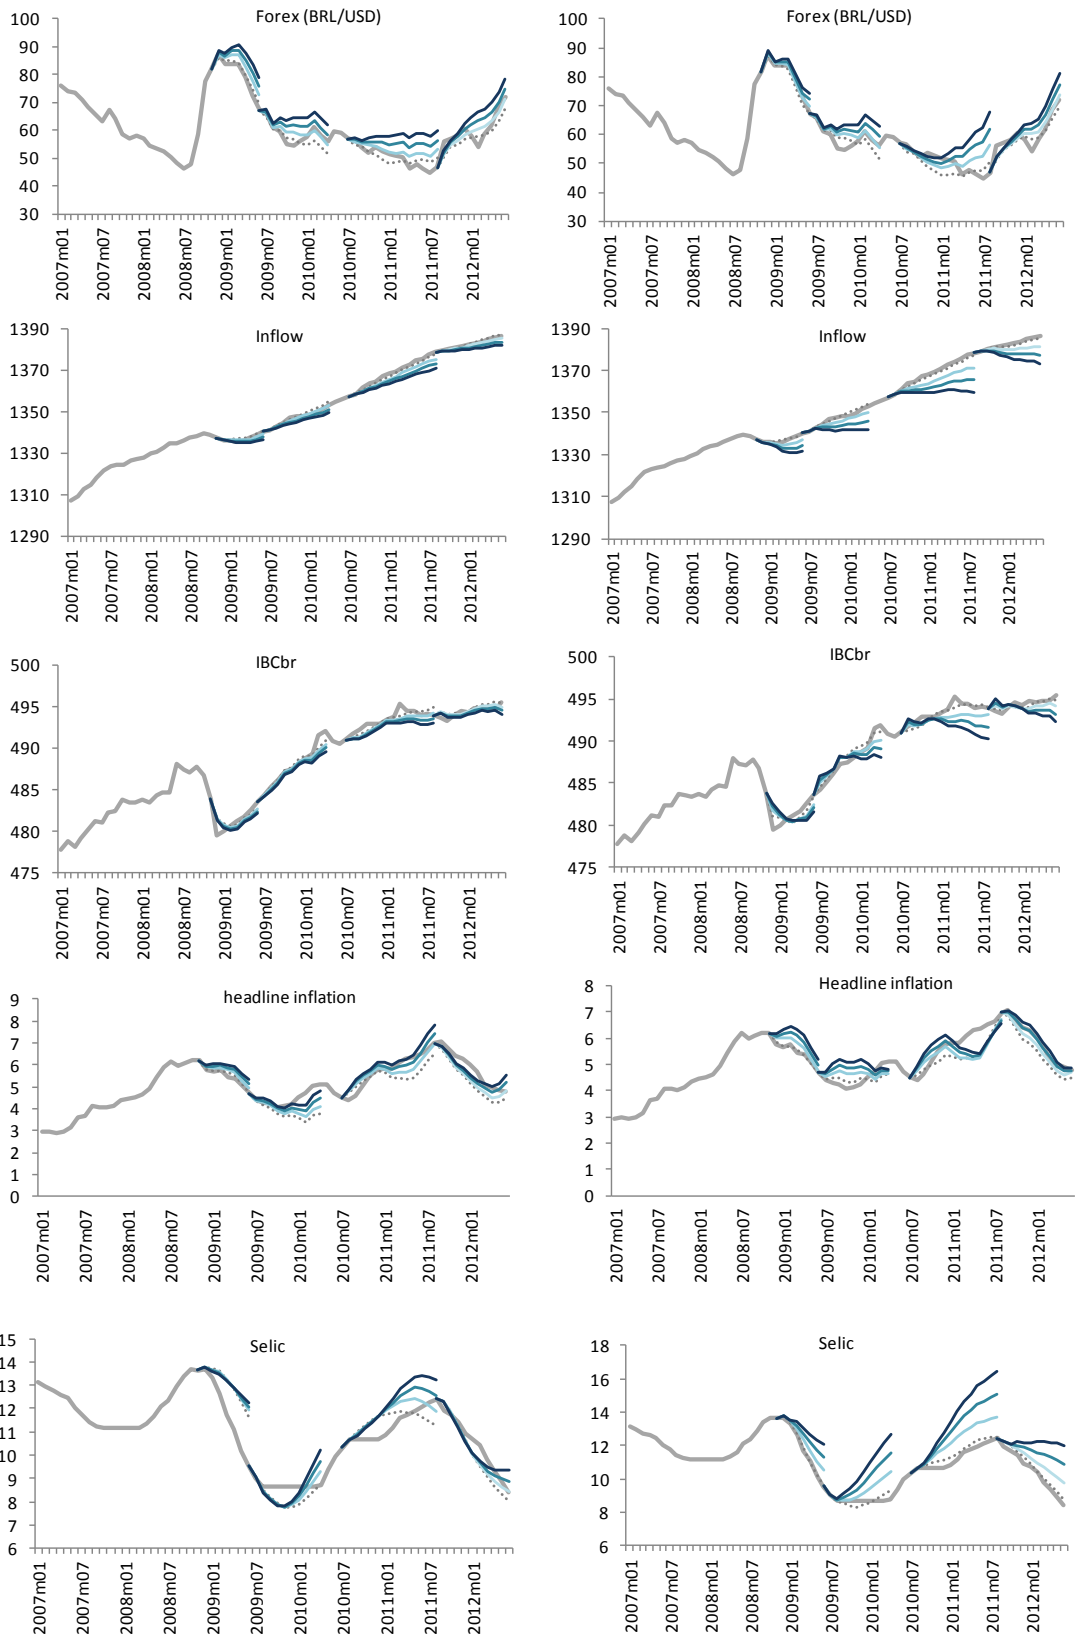 Forex (BRL/USD)
100
90
80
70
60
50
40
30
2007m01
2007m07
2008m01
2008m07
2009m01
2009m07
2010m01
2010m07
2011m01
2011m07
2012m01
Forex (BRL/USD)
100
90
80
70
60
50
40
30
2007m01
2007m07
2008m01
2008m07
2009m01
2009m07
2010m01
2010m07
2011m01
2011m07
2012m01
Inflow
1390
1370
1350
1330
1310
1290
2007m01
2007m07
2008m01
2008m07
2009m01
2009m07
2010m01
2010m07
2011m01
2011m07
2012m01
Inflow
1390
1370
1350
1330
1310
1290
2007m01
2007m07
2008m01
2008m07
2009m01
2009m07
2010m01
2010m07
2011m01
2011m07
2012m01
IBCbr
500
495
490
485
480
475
2007m01
2007m07
2008m01
2008m07
2009m01
2009m07
2010m01
2010m07
2011m01
2011m07
2012m01
IBCbr
500
495
490
485
480
475
2007m01
2007m07
2008m01
2008m07
2009m01
2009m07
2010m01
2010m07
2011m01
2011m07
2012m01
headline inflation
9
8
7
6
5
4
3
2
1
0
2007m01
2007m07
2008m01
2008m07
2009m01
2009m07
2010m01
2010m07
2011m01
2011m07
2012m01
Headline inflation
8
7
6
5
4
3
2
1
0
2007m01
2007m07
2008m01
2008m07
2009m01
2009m07
2010m01
2010m07
2011m01
2011m07
2012m01
Selic
15
14
13
12
11
10
9
8
7
6
2007m01
2007m07
2008m01
2008m07
2009m01
2009m07
2010m01
2010m07
2011m01
2011m07
2012m01
Selic
18
16
14
12
10
8
6
2007m01
2007m07
2008m01
2008m07
2009m01
2009m07
2010m01
2010m07
2011m01
2011m07
2012m01